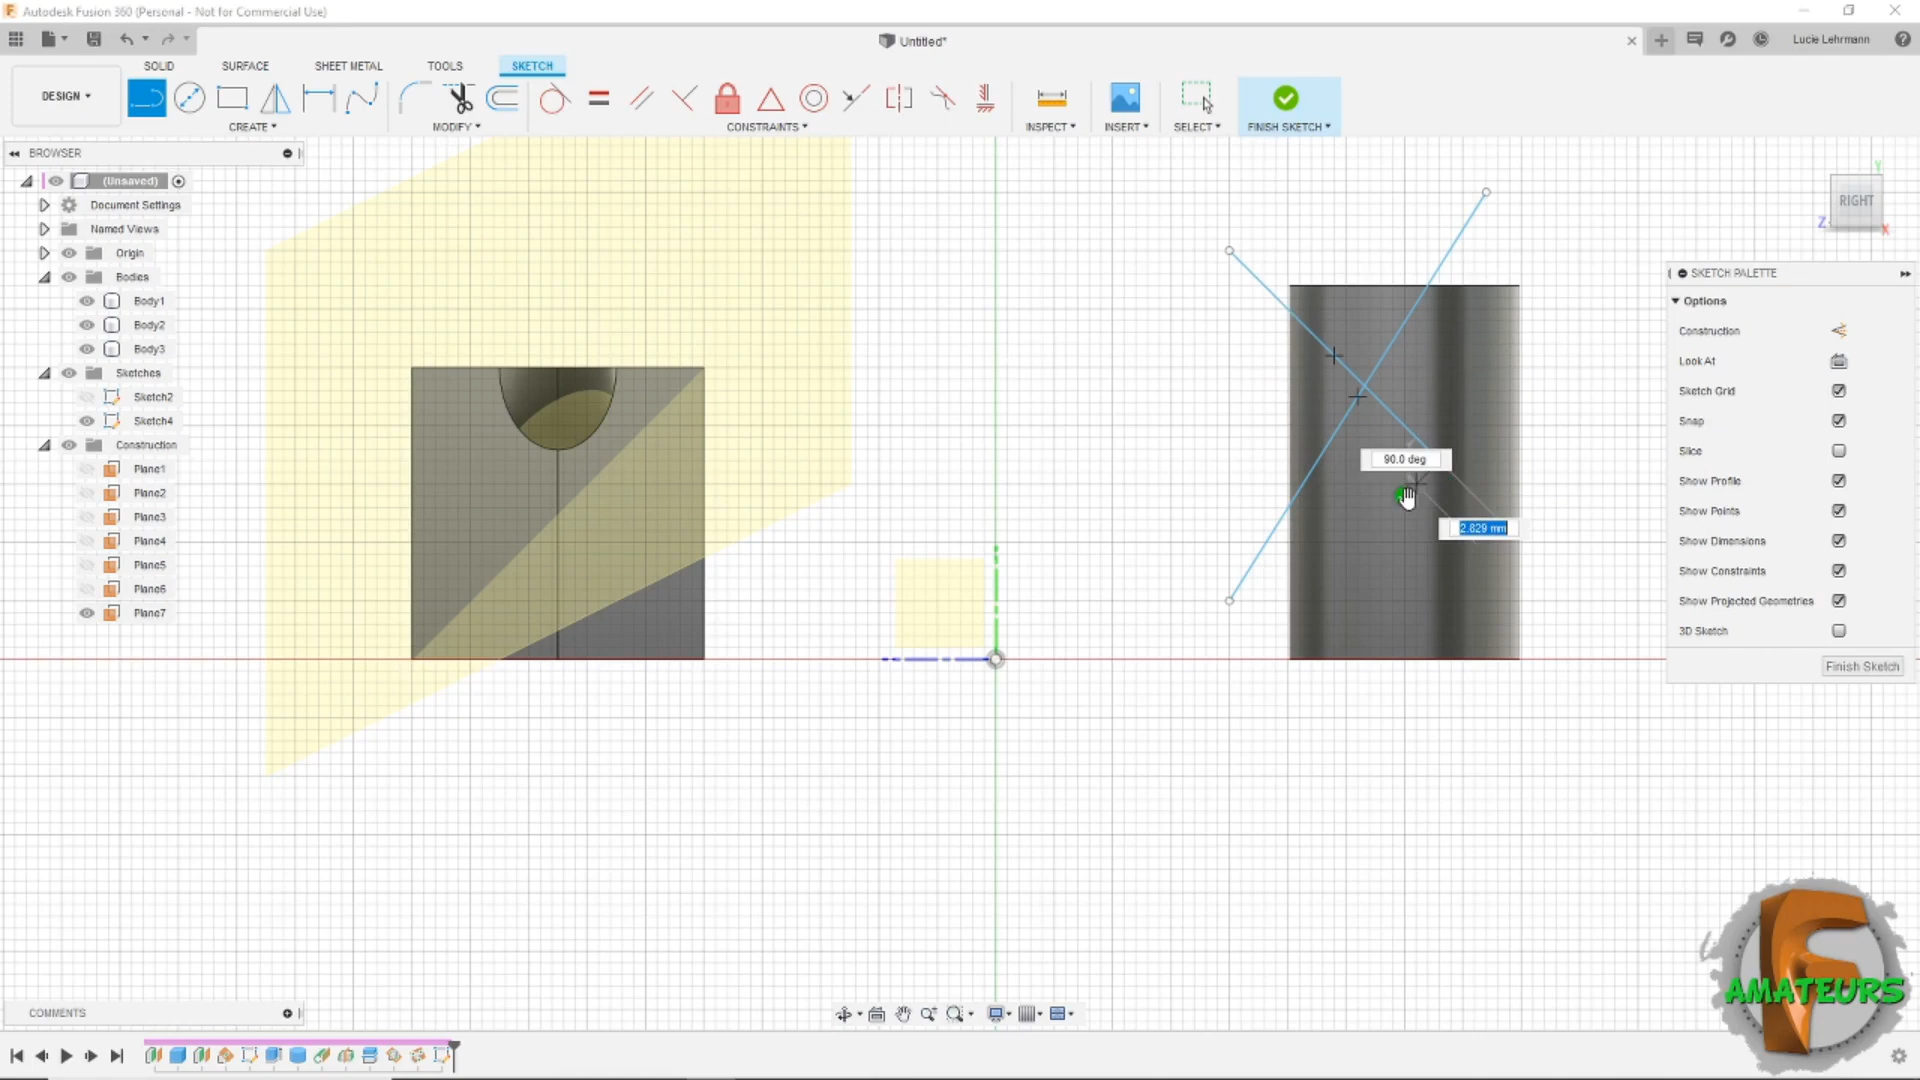 Autodesk Fusion 360 (Personal - Not for Commercial Use)
Untitled*
Lucie Lehrmann
SOLID
SURFACE
SHEET METAL
TOOLS
SKETCH
DESIGN
CREATE
MODIFY
CONSTRAINTS
INSPECT
INSERT
SELECT
FINISH SKETCH
BROWSER
(Unsaved)
Document Settings
Named Views
Origin
Bodies
Body1
Body2
Body3
Sketches
Sketch2
Sketch4
Construction
Plane1
Plane2
Plane3
Plane4
Plane5
Plane6
Plane7
90.0 deg
2.829 mm
Y
RIGHT
Z
X
SKETCH PALETTE
Options
Construction
Look At
Sketch Grid
Snap
Slice
Show Profile
Show Points
Show Dimensions
Show Constraints
Show Projected Geometries
3D Sketch
Finish Sketch
COMMENTS
AMATEURS